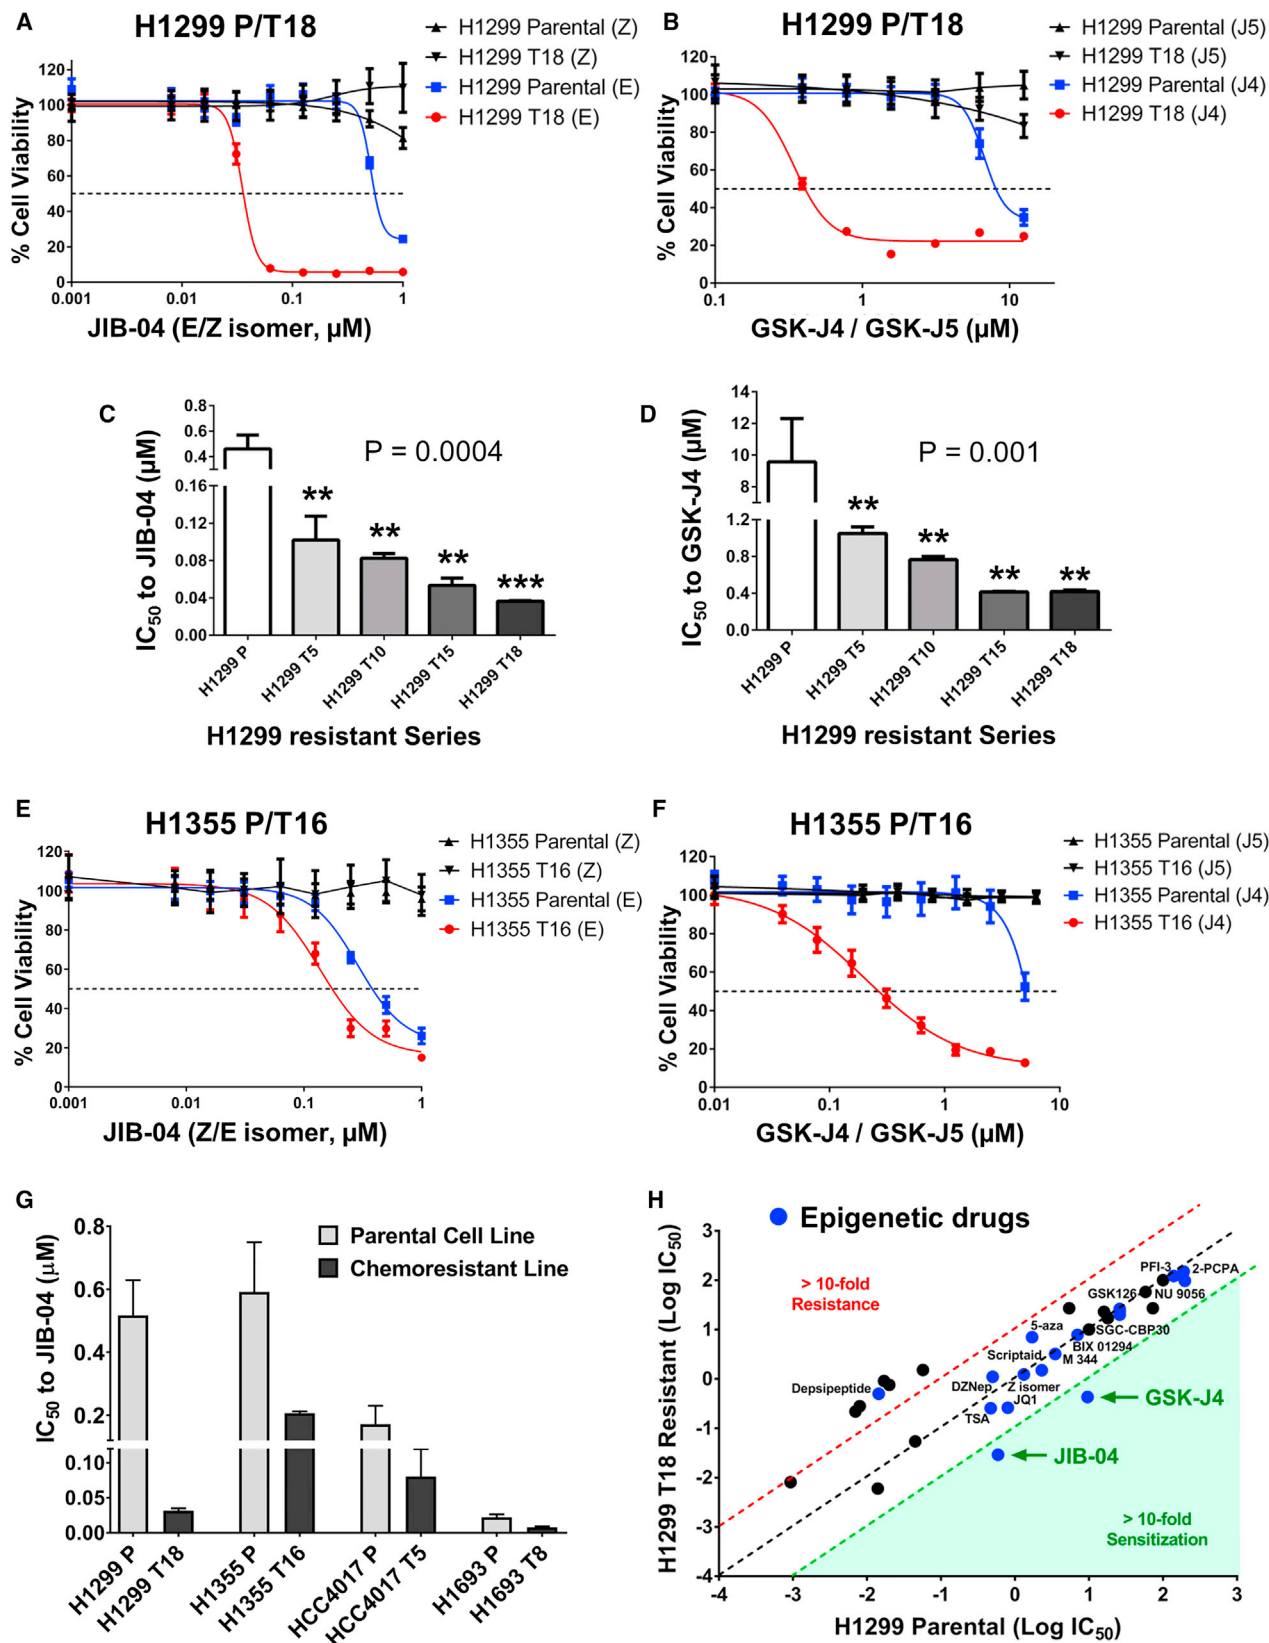 A
H1299 P/T18
H1299 Parental (Z)
H1299 T18 (Z)
H1299 Parental (E)
H1299 T18 (E)
% Cell Viability
120
100
80
60
40
20
0
0.001
0.01
0.1
1
JIB-04 (E/Z isomer, µM)
B
H1299 P/T18
H1299 Parental (J5)
H1299 T18 (J5)
H1299 Parental (J4)
H1299 T18 (J4)
% Cell Viability
120
100
80
60
40
20
0
0.1
1
10
GSK-J4 / GSK-J5 (µM)
C
IC50 to JIB-04 (µM)
0.8
0.6
0.4
0.16
0.12
0.08
0.04
0.00
P = 0.0004
**
**
**
***
H1299 P
H1299 T5
H1299 T10
H1299 T15
H1299 T18
H1299 resistant Series
D
IC50 to GSK-J4 (µM)
14
12
10
8
1.2
0.8
0.4
0.0
P = 0.001
**
**
**
**
H1299 P
H1299 T5
H1299 T10
H1299 T15
H1299 T18
H1299 resistant Series
E
H1355 P/T16
H1355 Parental (Z)
H1355 T16 (Z)
H1355 Parental (E)
H1355 T16 (E)
% Cell Viability
120
100
80
60
40
20
0
0.001
0.01
0.1
1
JIB-04 (Z/E isomer, µM)
F
H1355 P/T16
H1355 Parental (J5)
H1355 T16 (J5)
H1355 Parental (J4)
H1355 T16 (J4)
% Cell Viability
120
100
80
60
40
20
0
0.01
0.1
1
10
GSK-J4 / GSK-J5 (µM)
G
IC50 to JIB-04 (µM)
0.8
0.6
0.4
0.2
0.10
0.05
0.00
Parental Cell Line
Chemoresistant Line
H1299 P
H1299 T18
H1355 P
H1355 T16
HCC4017 P
HCC4017 T5
H1693 P
H1693 T8
H
Epigenetic drugs
H1299 T18 Resistant (Log IC50)
3
2
1
0
-1
-2
-3
-4
> 10-fold
Resistance
PFI-3
2-PCPA
GSK126
NU 9056
5-aza
SGC-CBP30
BIX 01294
Scriptaid
M 344
Depsipeptide
DZNep
Z isomer
JQ1
TSA
GSK-J4
JIB-04
> 10-fold
Sensitization
-4
-3
-2
-1
0
1
2
3
H1299 Parental (Log IC50)